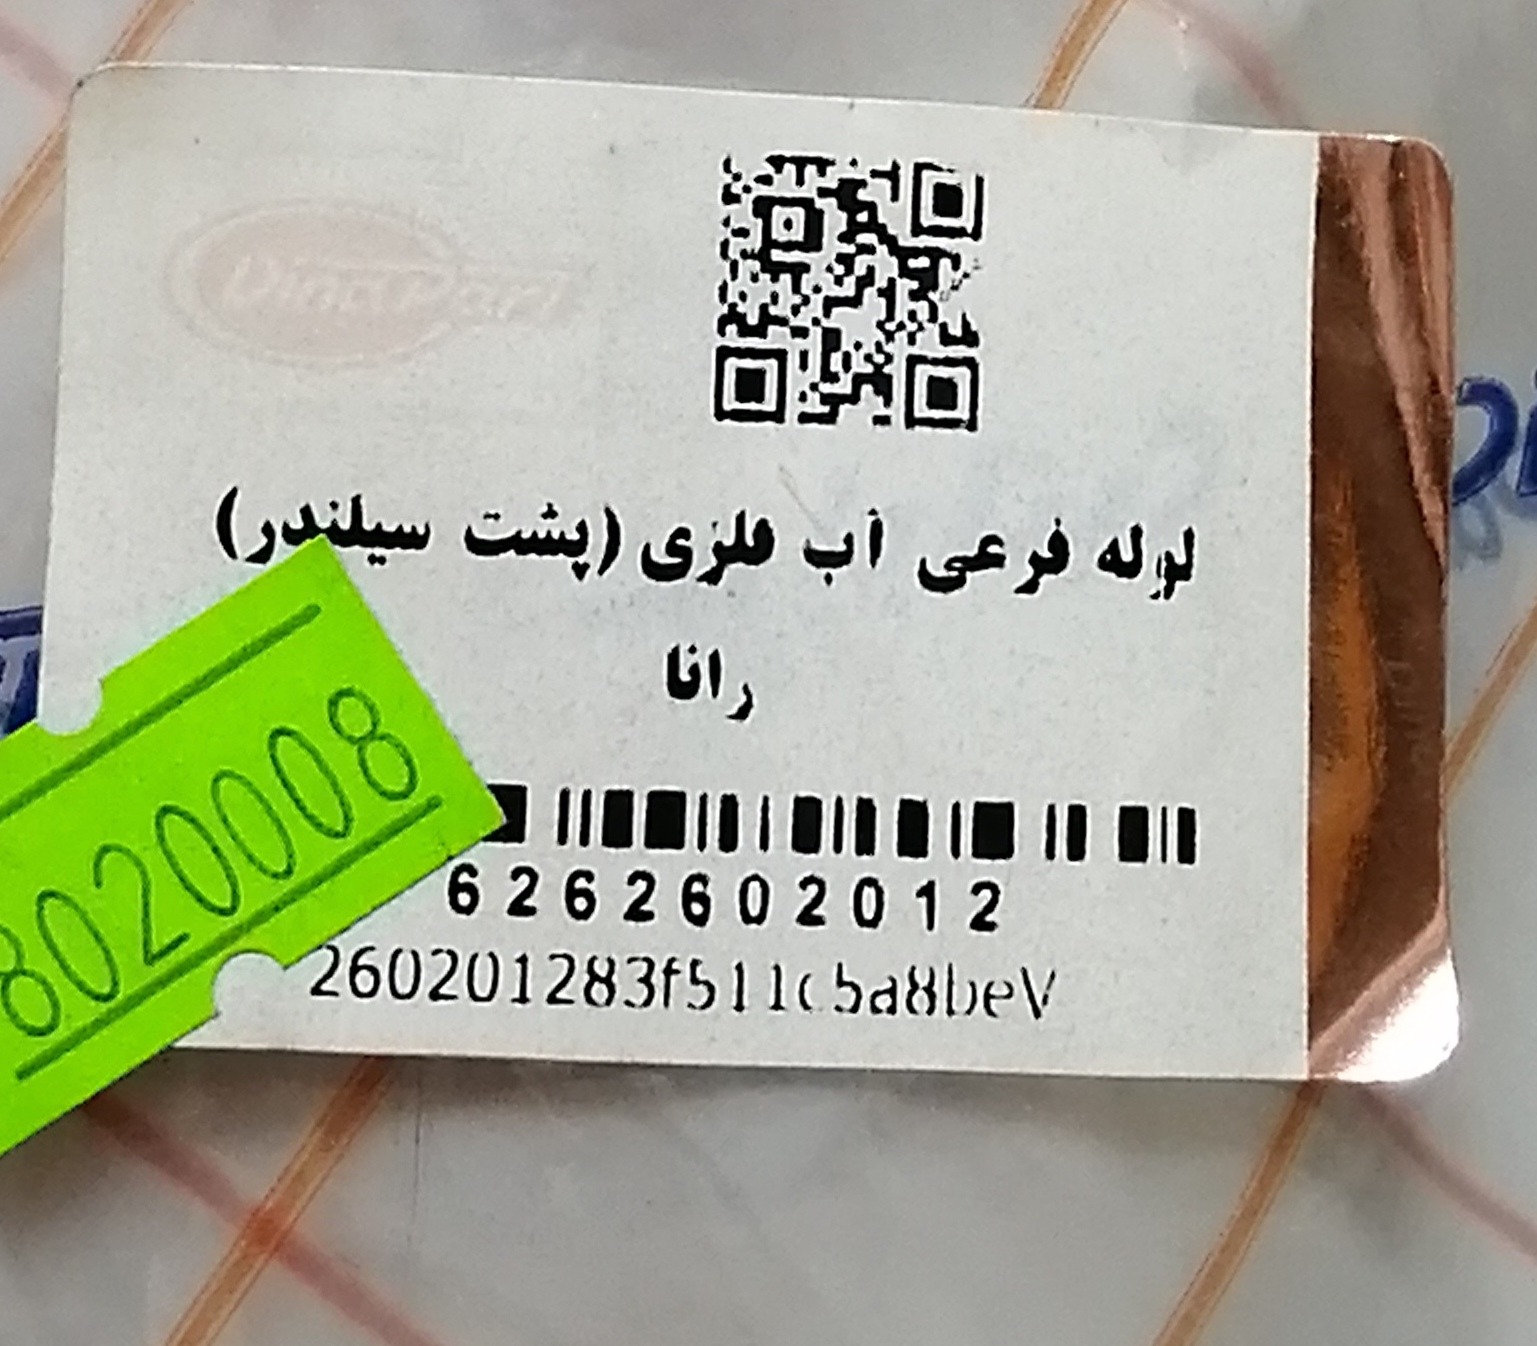 لوله فرعی آب فلزی (پشت سیلندر)
رانا
6262602012
260201283f511c5a8beV
8020008